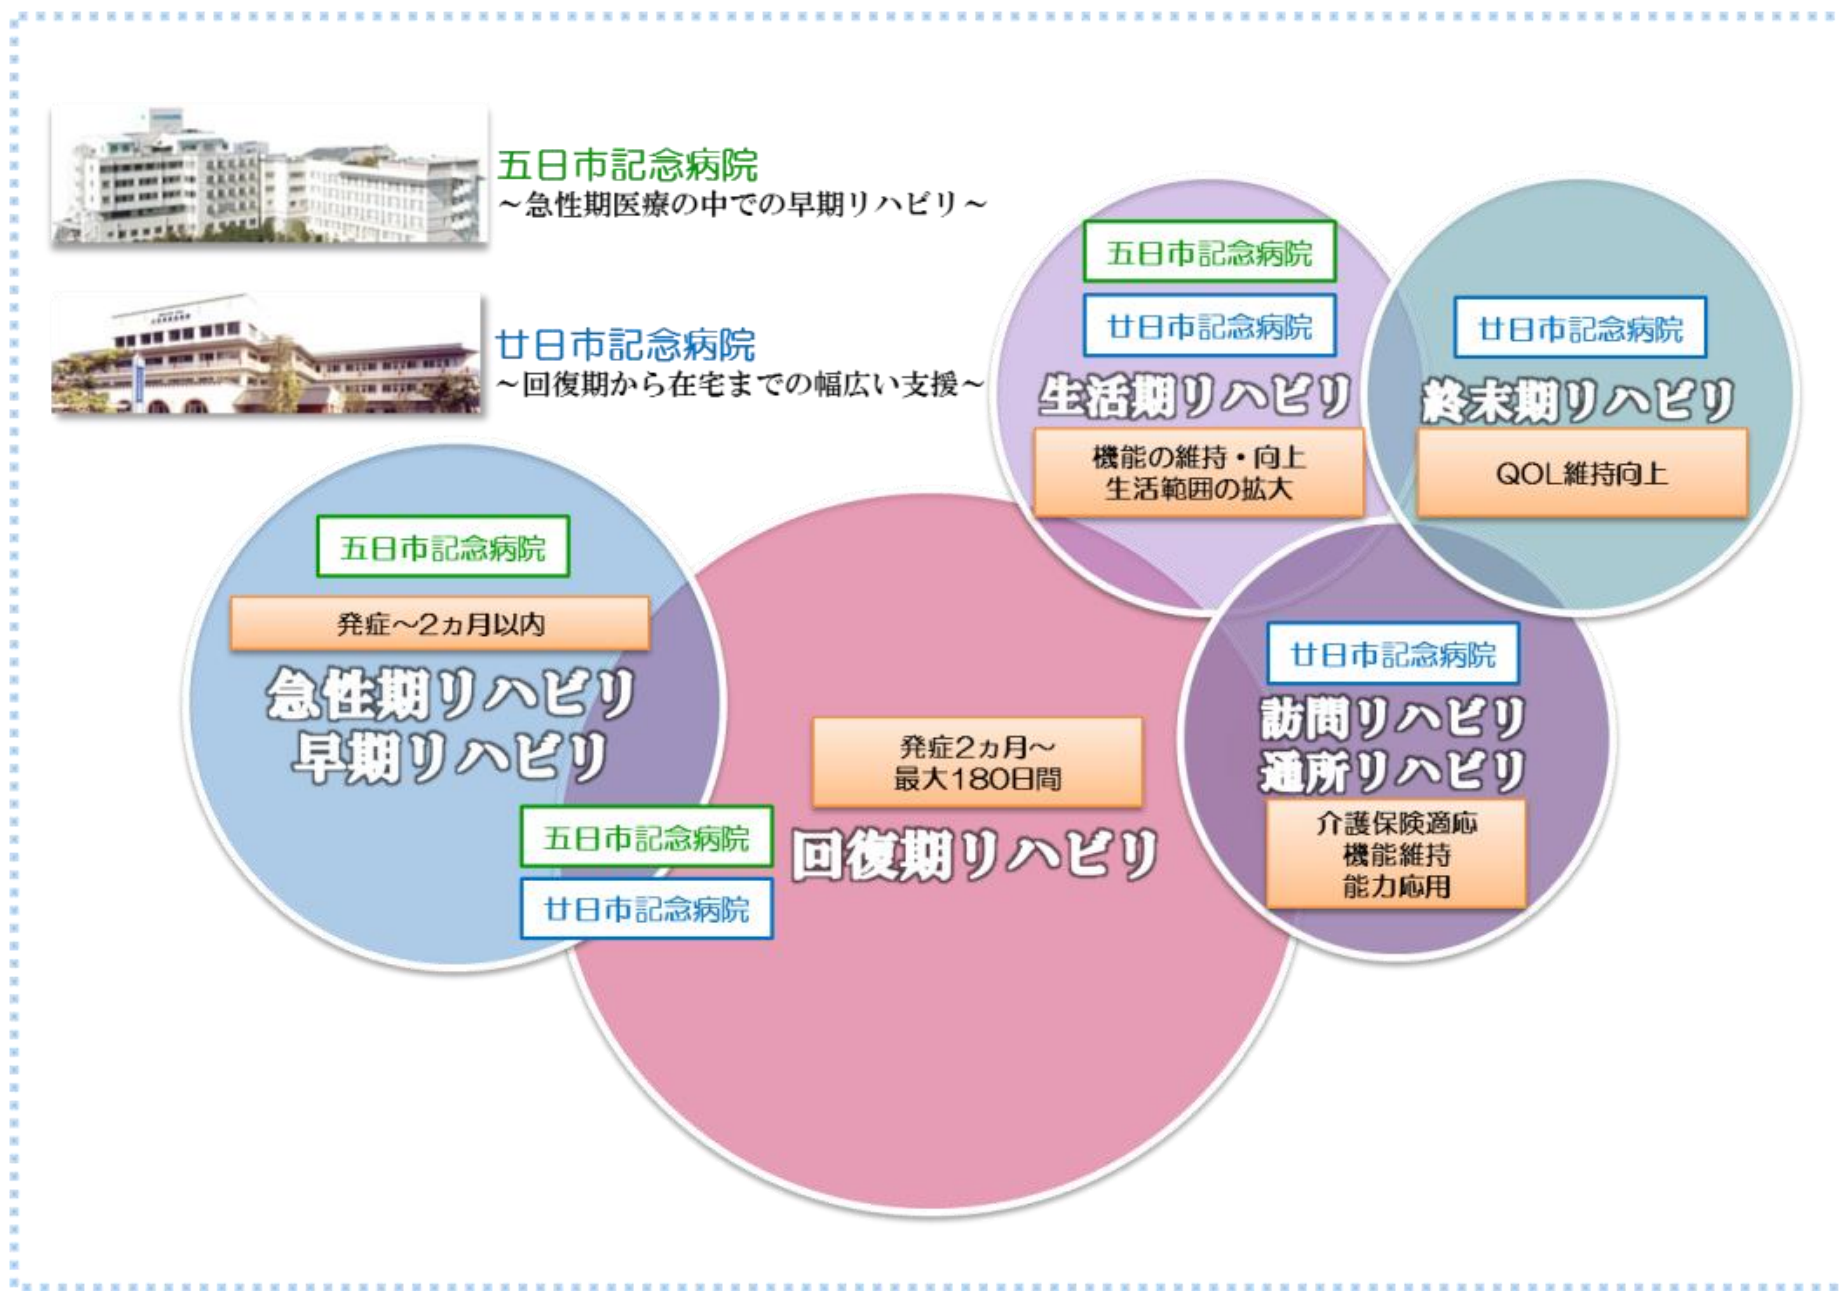 五日市記念病院
～急性期医療の中での早期リハビリ～
廿日市記念病院
～回復期から在宅までの幅広い支援～
五日市記念病院
廿日市記念病院
生活期リハビリ
機能の維持・向上
生活範囲の拡大
廿日市記念病院
終末期リハビリ
QOL維持向上
五日市記念病院
発症～2ヵ月以内
急性期リハビリ
早期リハビリ
五日市記念病院
廿日市記念病院
発症2ヵ月～
最大180日間
回復期リハビリ
廿日市記念病院
訪問リハビリ
通所リハビリ
介護保険適応
機能維持
能力応用